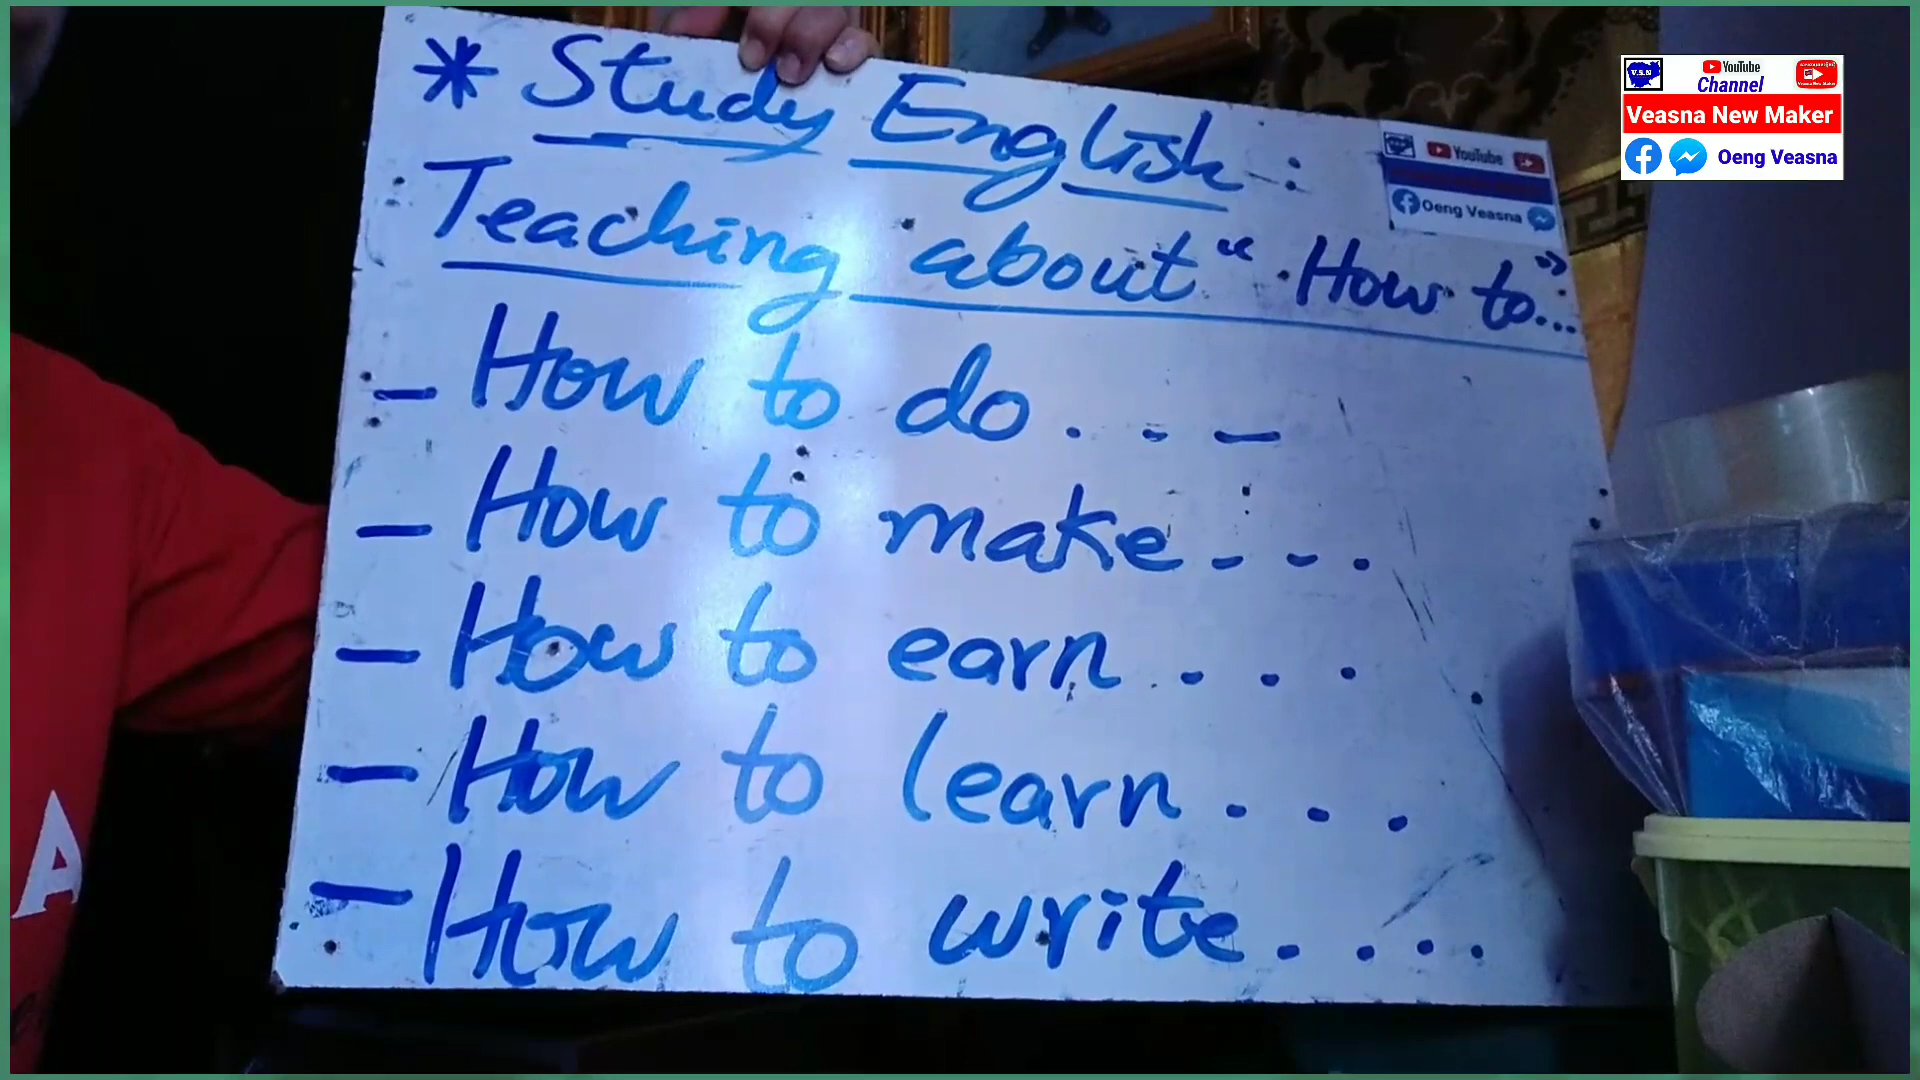 * Study English :
Teaching about “ How to... ”
- How to do . . -
- How to make . . .
- How to earn . . .
- How to learn . . .
- How to write . . . .
YouTube
Oeng Veasna
V.S.N
YouTube
Channel
Veasna New Maker
Oeng Veasna
A